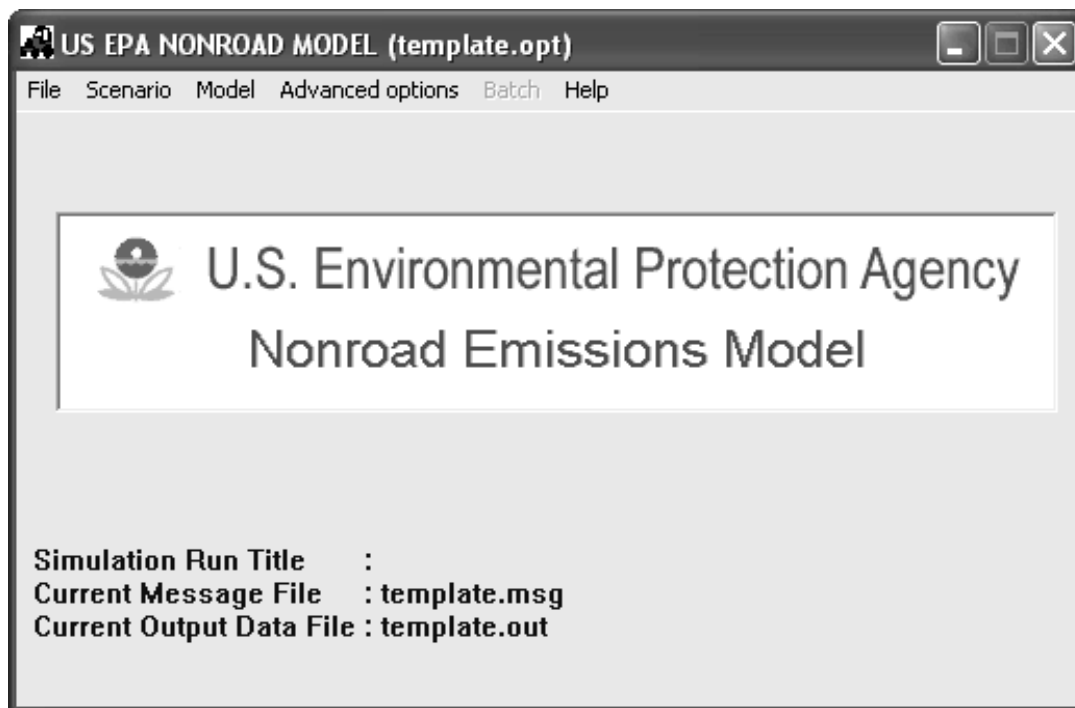 US EPA NONROAD MODEL (template.opt)
File Scenario Model Advanced options Batch Help
U.S. Environmental Protection Agency
Nonroad Emissions Model
Simulation Run Title :
Current Message File : template.msg
Current Output Data File : template.out